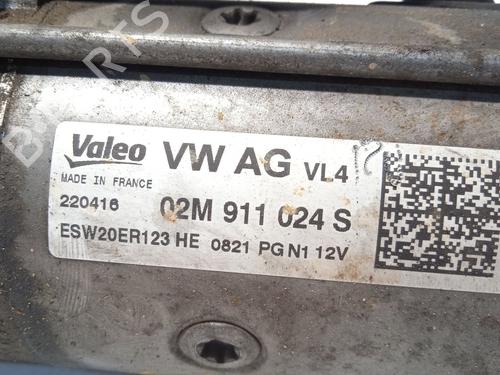 Valeo VW AG VL4
MADE IN FRANCE
220416 02M 911 024 S
ESW20ER123 HE 0821 PG N1 12V